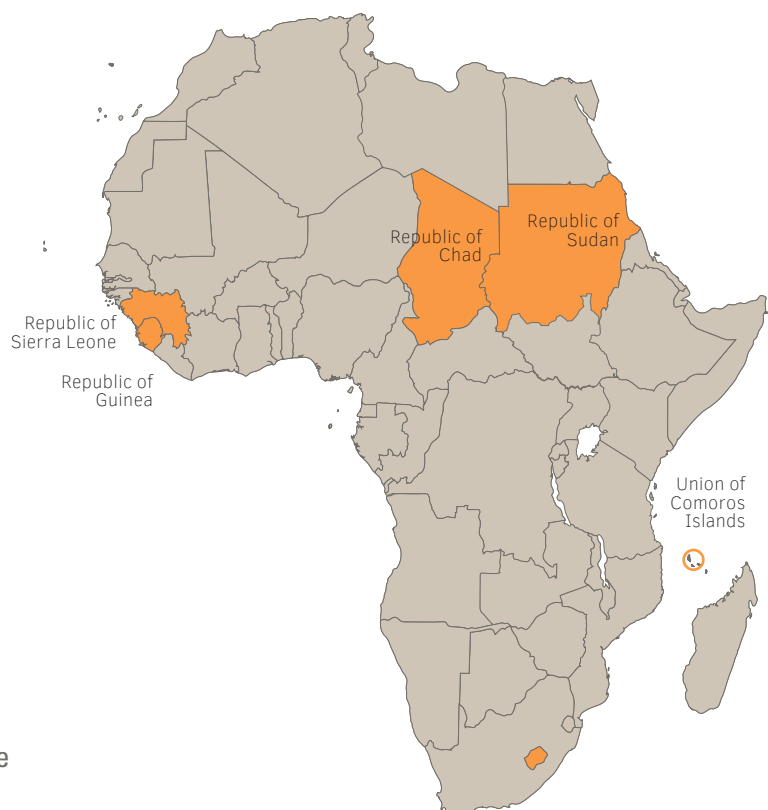 Republic of
Chad
Republic of
Sudan
Republic of
Sierra Leone
Republic of
Guinea
Union of
Comoros
Islands
e